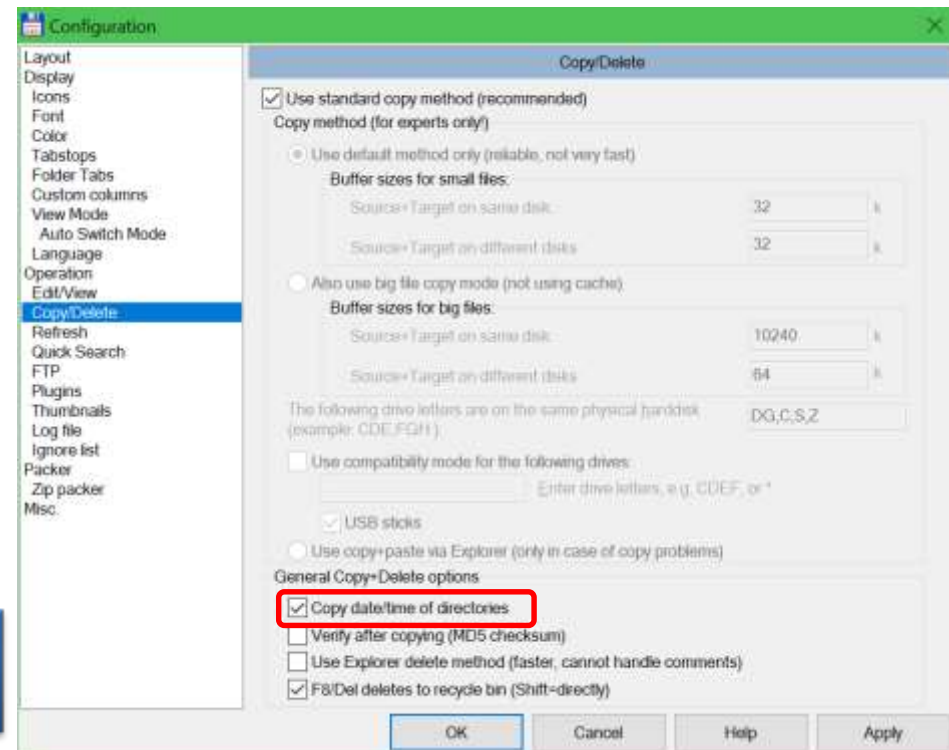 Configuration
Layout
Display
Icons
Font
Color
Tabstops
Folder Tabs
Custom columns
View Mode
Auto Switch Mode
Language
Operation
Edit/View
Copy/Delete
Refresh
Quick Search
FTP
Plugins
Thumbnails
Log file
Ignore list
Packer
Zip packer
Misc.
Copy/Delete
Use standard copy method (recommended)
Copy method (for experts only!)
Use default method only (reliable, not very fast)
Buffer sizes for small files:
Source+Target on same disk: 32 k
Source+Target on different disks 32 k
Also use big file copy mode (not using cache)
Buffer sizes for big files:
Source+Target on same disk: 10240 k
Source+Target on different disks 64 k
The following drive letters are on the same physical harddisk DG,C,S,Z
(example: CDE,FGH ):
Use compatibility mode for the following drives:
Enter drive letters, e.g. CDEF, or *
USB sticks
Use copy+paste via Explorer (only in case of copy problems)
General Copy+Delete options
Copy date/time of directories
Verify after copying (MD5 checksum)
Use Explorer delete method (faster, cannot handle comments)
F8/Del deletes to recycle bin (Shift=directly)
OK Cancel Help Apply